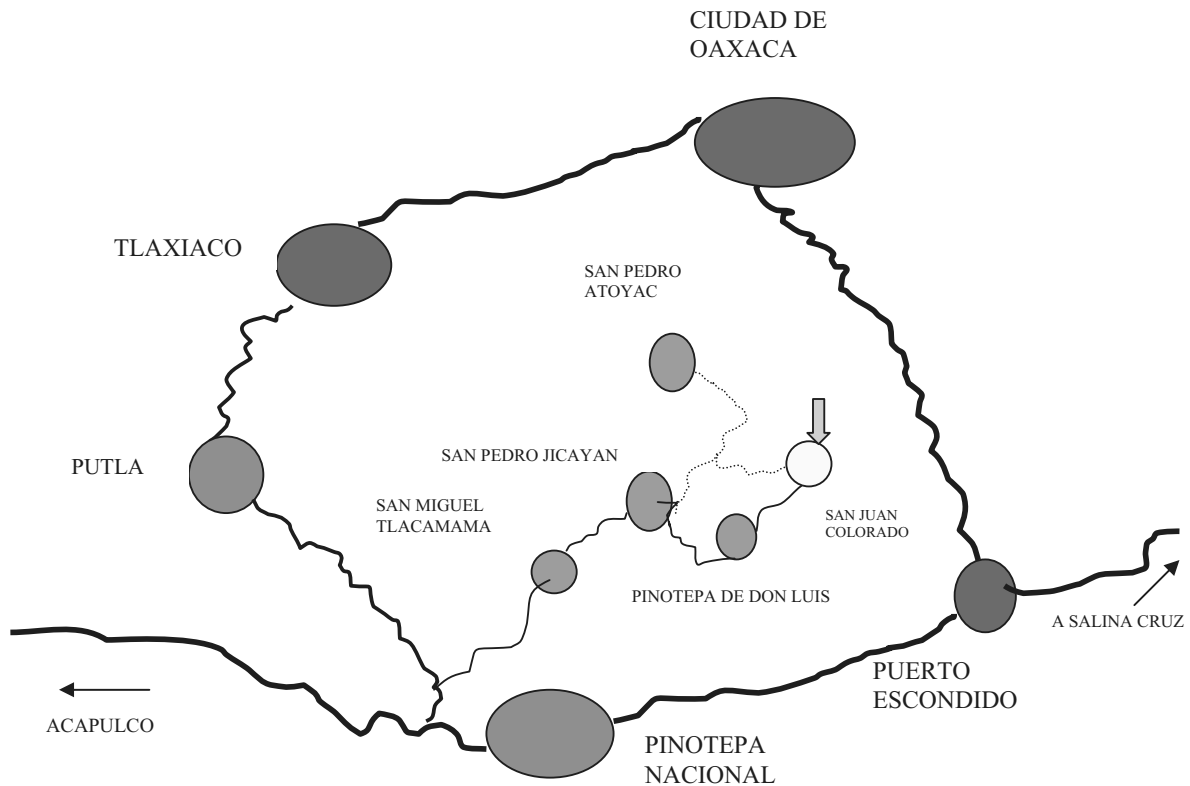 CIUDAD DE
OAXACA
TLAXIACO
SAN PEDRO
ATOYAC
PUTLA
SAN PEDRO JICAYAN
SAN MIGUEL
TLACAMAMA
SAN JUAN
COLORADO
PINOTEPA DE DON LUIS
A SALINA CRUZ
PUERTO
ESCONDIDO
ACAPULCO
PINOTEPA
NACIONAL